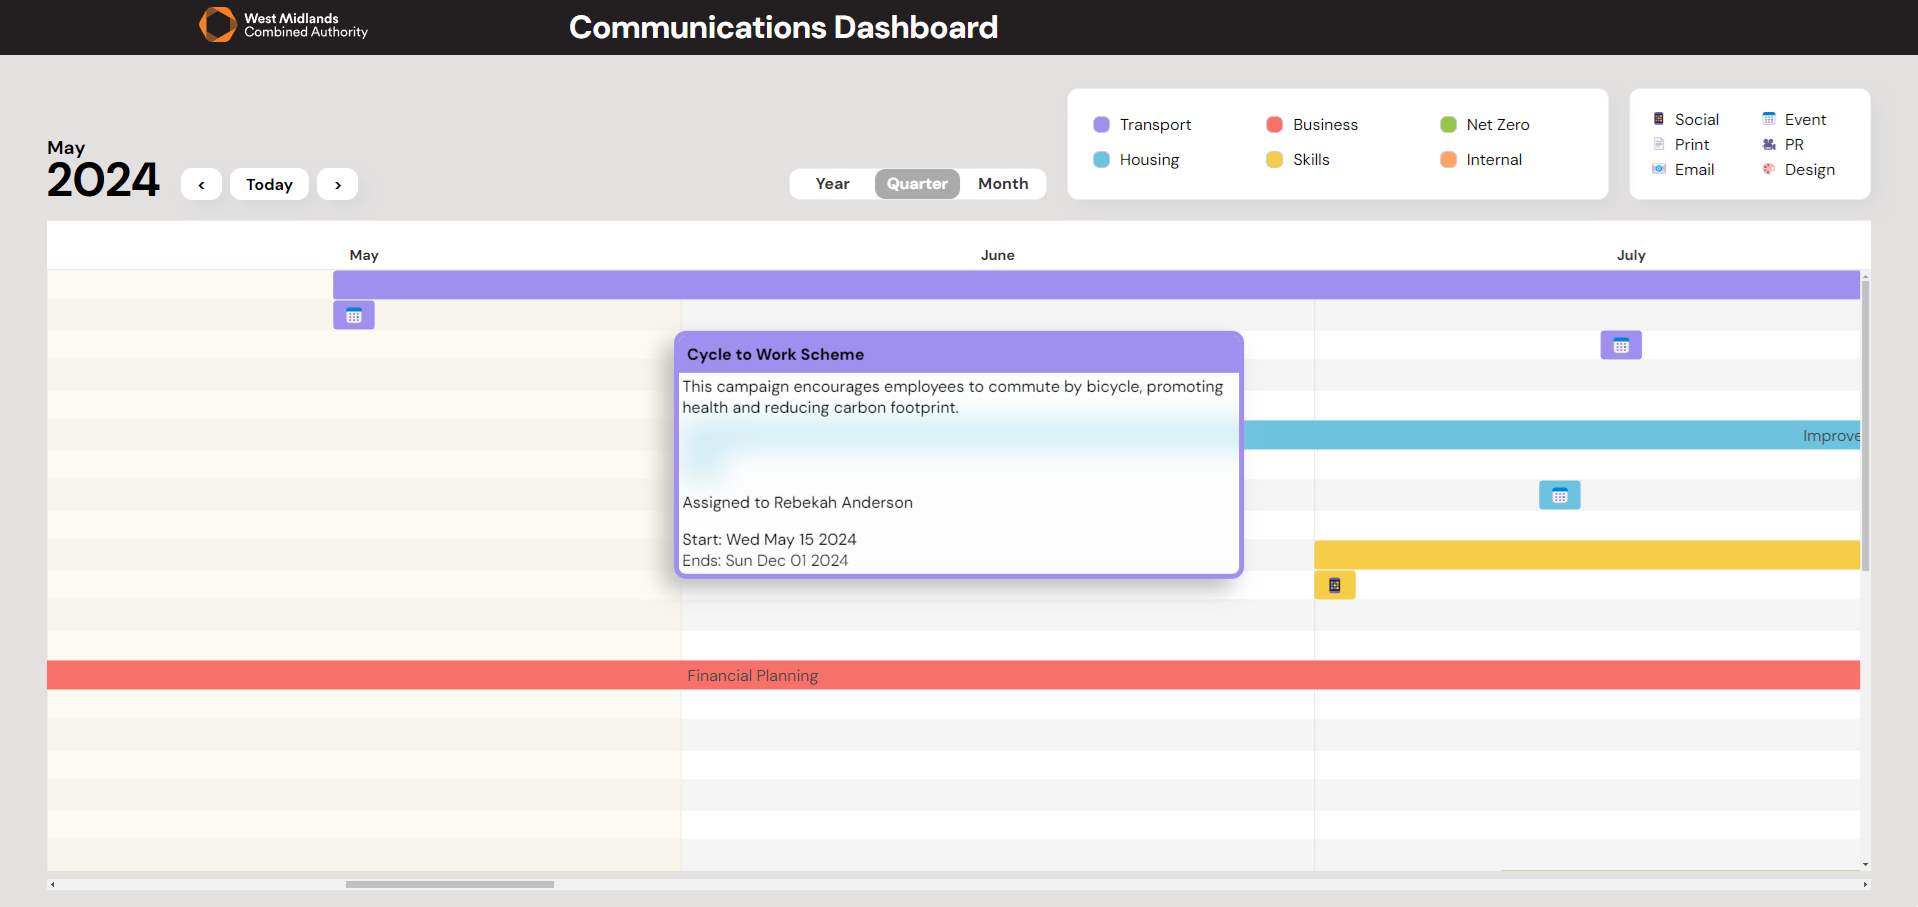 West Midlands
Combined Authority
Communications Dashboard
May
2024
<
Today
>
Year
Quarter
Month
Transport
Business
Net Zero
Housing
Skills
Internal
Social
Event
Print
PR
Email
Design
May
June
July
Cycle to Work Scheme
This campaign encourages employees to commute by bicycle, promoting
health and reducing carbon footprint.
Improve
Assigned to Rebekah Anderson
Start: Wed May 15 2024
Ends: Sun Dec 01 2024
Financial Planning